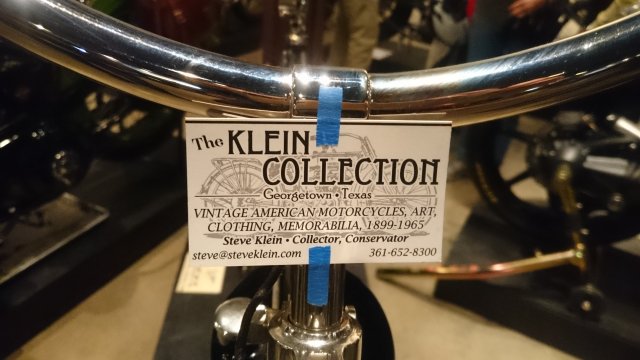 The KLEIN
COLLECTION
Georgetown • Texas
VINTAGE AMERICAN MOTORCYCLES, ART,
CLOTHING, MEMORABILIA, 1899-1965
Steve Klein • Collector, Conservator
steve@steveklein.com 361-652-8300